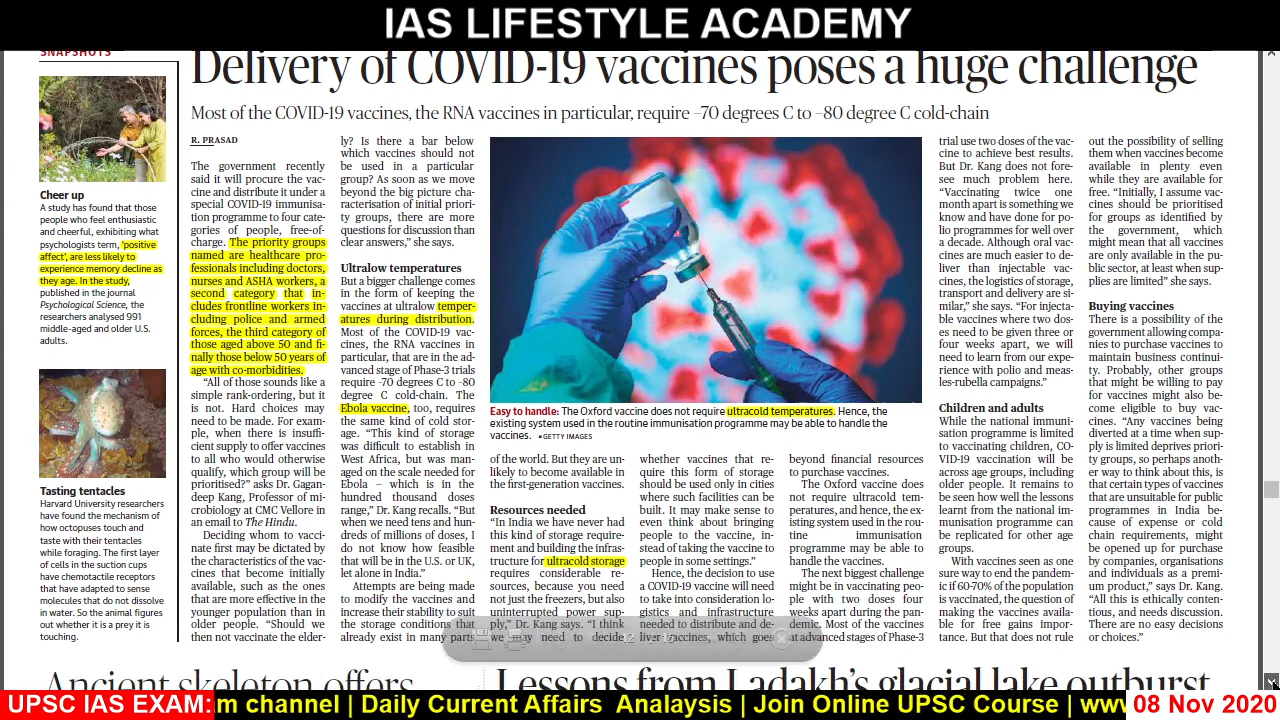 IAS LIFESTYLE ACADEMY
SNAPSHOTS
Cheer up
A study has found that those
people who feel enthusiastic
and cheerful, exhibiting what
psychologists term, 'positive
affect', are less likely to
experience memory decline as
they age. In the study,
published in the journal
Psychological Science, the
researchers analysed 991
middle-aged and older U.S.
adults.
Tasting tentacles
Harvard University researchers
have found the mechanism of
how octopuses touch and
taste with their tentacles
while foraging. The first layer
of cells in the suction cups
have chemotactile receptors
that have adapted to sense
molecules that do not dissolve
in water. So the animal figures
out whether it is a prey it is
touching.
Delivery of COVID-19 vaccines poses a huge challenge
Most of the COVID-19 vaccines, the RNA vaccines in particular, require –70 degrees C to –80 degree C cold-chain
R. PRASAD
The government recently
said it will procure the vac-
cine and distribute it under a
special COVID-19 immunisa-
tion programme to four cate-
gories of people, free-of-
charge. The priority groups
named are healthcare pro-
fessionals including doctors,
nurses and ASHA workers, a
second category that in-
cludes frontline workers in-
cluding police and armed
forces, the third category of
those aged above 50 and fi-
nally those below 50 years of
age with co-morbidities.
"All of those sounds like a
simple rank-ordering, but it
is not. Hard choices may
need to be made. For exam-
ple, when there is insuffi-
cient supply to offer vaccines
to all who would otherwise
qualify, which group will be
prioritised?" asks Dr. Gagan-
deep Kang, Professor of mi-
crobiology at CMC Vellore in
an email to The Hindu.
Deciding whom to vacci-
nate first may be dictated by
the characteristics of the vac-
cines that become initially
available, such as the ones
that are more effective in the
younger population than in
older people. "Should we
then not vaccinate the elder-
ly? Is there a bar below
which vaccines should not
be used in a particular
group? As soon as we move
beyond the big picture cha-
racterisation of initial priori-
ty groups, there are more
questions for discussion than
clear answers," she says.
Ultralow temperatures
But a bigger challenge comes
in the form of keeping the
vaccines at ultralow temper-
atures during distribution.
Most of the COVID-19 vac-
cines, the RNA vaccines in
particular, that are in the ad-
vanced stage of Phase-3 trials
require -70 degrees C to –80
degree C cold-chain. The
Ebola vaccine, too, requires
the same kind of cold stor-
age. "This kind of storage
was difficult to establish in
West Africa, but was man-
aged on the scale needed for
Ebola – which is in the
hundred thousand doses
range," Dr. Kang recalls. "But
when we need tens and hun-
dreds of millions of doses, I
do not know how feasible
that will be in the U.S. or UK,
let alone in India."
Attempts are being made
to modify the vaccines and
increase their stability to suit
the storage conditions that
already exist in many parts
Easy to handle: The Oxford vaccine does not require ultracold temperatures. Hence, the
existing system used in the routine immunisation programme may be able to handle the
vaccines. ▪GETTY IMAGES
of the world. But they are un-
likely to become available in
the first-generation vaccines.
Resources needed
"In India we have never had
this kind of storage require-
ment and building the infras-
tructure for ultracold storage
requires considerable re-
sources, because you need
not just the freezers, but also
uninterrupted power sup-
ply," Dr. Kang says. "I think
we may need to decide
whether vaccines that re-
quire this form of storage
should be used only in cities
where such facilities can be
built. It may make sense to
even think about bringing
people to the vaccine, in-
stead of taking the vaccine to
people in some settings."
Hence, the decision to use
a COVID-19 vaccine will need
to take into consideration lo-
gistics and infrastructure
needed to distribute and de-
liver vaccines, which goes
beyond financial resources
to purchase vaccines.
The Oxford vaccine does
not require ultracold tem-
peratures, and hence, the ex-
isting system used in the rou-
tine immunisation
programme may be able to
handle the vaccines.
The next biggest challenge
might be in vaccinating peo-
ple with two doses four
weeks apart during the pan-
demic. Most of the vaccines
at advanced stages of Phase-3
trial use two doses of the vac-
cine to achieve best results.
But Dr. Kang does not fore-
see much problem here.
"Vaccinating twice one
month apart is something we
know and have done for po-
lio programmes for well over
a decade. Although oral vac-
cines are much easier to de-
liver than injectable vac-
cines, the logistics of storage,
transport and delivery are si-
milar," she says. "For injecta-
ble vaccines where two dos-
es need to be given three or
four weeks apart, we will
need to learn from our expe-
rience with polio and meas-
les-rubella campaigns."
Children and adults
While the national immuni-
sation programme is limited
to vaccinating children, CO-
VID-19 vaccination will be
across age groups, including
older people. It remains to
be seen how well the lessons
learnt from the national im-
munisation programme can
be replicated for other age
groups.
With vaccines seen as one
sure way to end the pandem-
ic if 60-70% of the population
is vaccinated, the question of
making the vaccines availa-
ble for free gains impor-
tance. But that does not rule
out the possibility of selling
them when vaccines become
available in plenty even
while they are available for
free. "Initially, I assume vac-
cines should be prioritised
for groups as identified by
the government, which
might mean that all vaccines
are only available in the pu-
blic sector, at least when sup-
plies are limited" she says.
Buying vaccines
There is a possibility of the
government allowing compa-
nies to purchase vaccines to
maintain business continui-
ty. Probably, other groups
that might be willing to pay
for vaccines might also be-
come eligible to buy vac-
cines. "Any vaccines being
diverted at a time when sup-
ply is limited deprives priori-
ty groups, so perhaps anoth-
er way to think about this, is
that certain types of vaccines
that are unsuitable for public
programmes in India be-
cause of expense or cold
chain requirements, might
be opened up for purchase
by companies, organisations
and individuals as a premi-
um product," says Dr. Kang.
"All this is ethically conten-
tious, and needs discussion.
There are no easy decisions
or choices."
Ancient skeleton offers
Lessons from Ladakh's glacial lake outburst
UPSC IAS EXAM: m channel | Daily Current Affairs Analaysis | Join Online UPSC Course | www
08 Nov 2020